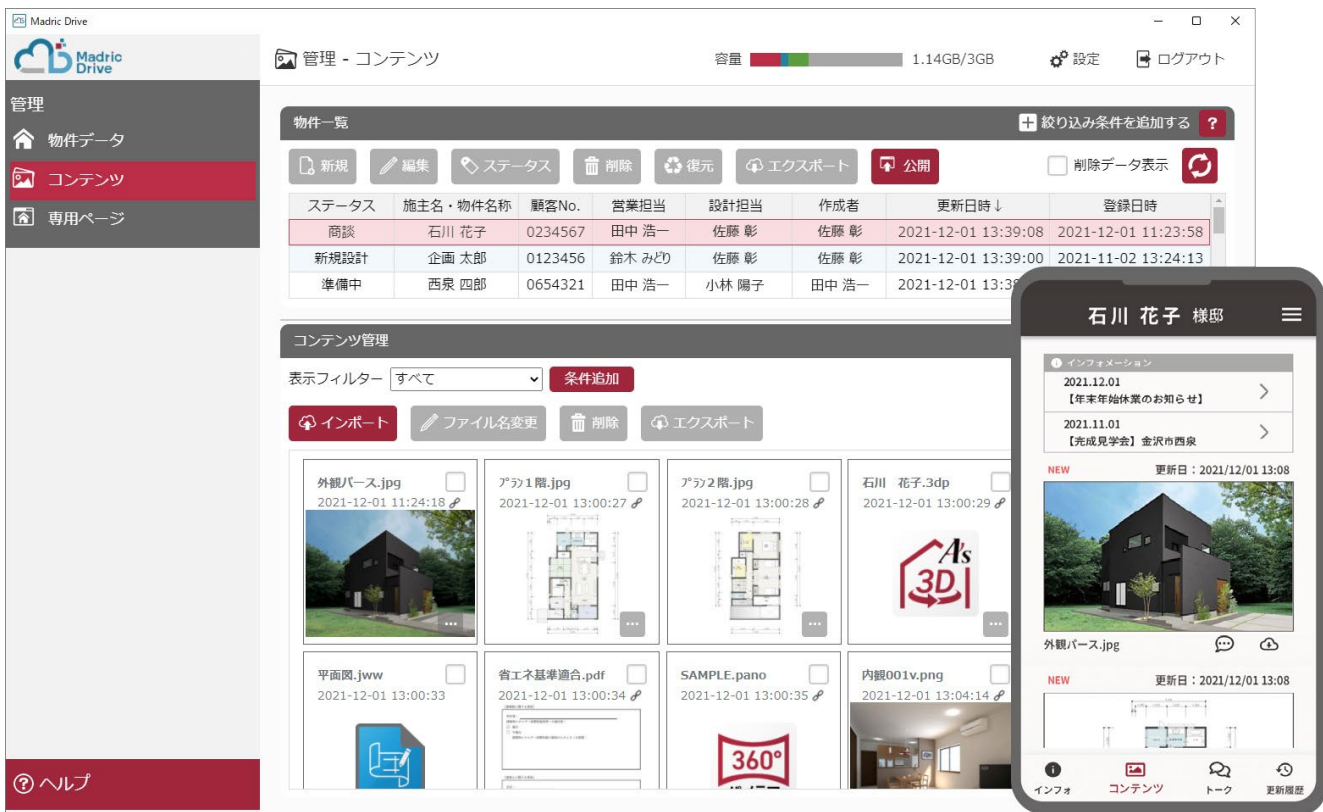 Madric Drive
Madric
Drive
管理 - コンテンツ
容量 1.14GB/3GB 設定 ログアウト
管理
物件データ
コンテンツ
専用ページ
ヘルプ
物件一覧 絞り込み条件を追加する ?
新規 編集 ステータス 削除 復元 エクスポート 公開 削除データ表示
ステータス 施主名・物件名称 顧客No. 営業担当 設計担当 作成者 更新日時↓ 登録日時
商談 石川 花子 0234567 田中 浩一 佐藤 彰 佐藤 彰 2021-12-01 13:39:08 2021-12-01 11:23:58
新規設計 企画 太郎 0123456 鈴木 みどり 佐藤 彰 佐藤 彰 2021-12-01 13:39:00 2021-11-02 13:24:13
準備中 西泉 四郎 0654321 田中 浩一 小林 陽子 田中 浩一 2021-12-01 13:38
コンテンツ管理
表示フィルター すべて 条件追加
インポート ファイル名変更 削除 エクスポート
外観パース.jpg
2021-12-01 11:24:18
プラン1階.jpg
2021-12-01 13:00:27
プラン2階.jpg
2021-12-01 13:00:28
石川 花子.3dp
2021-12-01 13:00:29
A's
3D
平面図.jww
2021-12-01 13:00:33
省エネ基準適合.pdf
2021-12-01 13:00:34
SAMPLE.pano
2021-12-01 13:00:35
360°
内観001v.png
2021-12-01 13:04:14
石川 花子 様邸
インフォメーション
2021.12.01
【年末年始休業のお知らせ】
2021.11.01
【完成見学会】金沢市西泉
NEW 更新日：2021/12/01 13:08
外観パース.jpg
NEW 更新日：2021/12/01 13:08
インフォ コンテンツ トーク 更新履歴